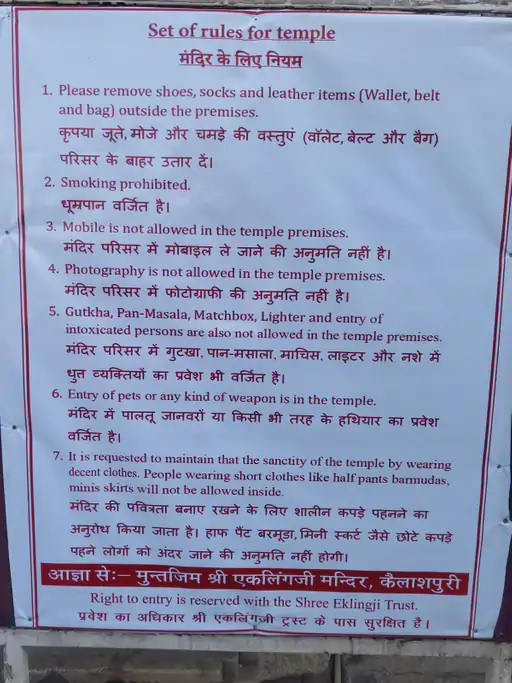 Set of rules for temple
मंदिर के लिए नियम
1. Please remove shoes, socks and leather items (Wallet, belt
and bag) outside the premises.
कृपया जूते, मोजे और चमड़े की वस्तुएं (वॉलेट, बेल्ट और बैग)
परिसर के बाहर उतार दें।
2. Smoking prohibited.
धूम्रपान वर्जित है।
3. Mobile is not allowed in the temple premises.
मंदिर परिसर में मोबाइल ले जाने की अनुमति नहीं है।
4. Photography is not allowed in the temple premises.
मंदिर परिसर में फोटोग्राफी की अनुमति नहीं है।
5. Gutkha, Pan-Masala, Matchbox, Lighter and entry of
intoxicated persons are also not allowed in the temple premises.
मंदिर परिसर में गुटखा, पान-मसाला, माचिस, लाइटर और नशे में
धुत्त व्यक्तियों का प्रवेश भी वर्जित है।
6. Entry of pets or any kind of weapon is in the temple.
मंदिर में पालतू जानवरों या किसी भी तरह के हथियार का प्रवेश
वर्जित है।
7. It is requested to maintain that the sanctity of the temple by wearing
decent clothes. People wearing short clothes like half pants barmudas,
minis skirts will not be allowed inside.
मंदिर की पवित्रता बनाए रखने के लिए शालीन कपड़े पहनने का
अनुरोध किया जाता है। हाफ पैंट बरमूडा, मिनी स्कर्ट जैसे छोटे कपड़े
पहने लोगों को अंदर जाने की अनुमति नहीं होगी।
आज्ञा सेः– मुन्तजिम श्री एकलिंगजी मन्दिर, कैलाशपुरी
Right to entry is reserved with the Shree Eklingji Trust.
प्रवेश का अधिकार श्री एकलिंगजी ट्रस्ट के पास सुरक्षित है।